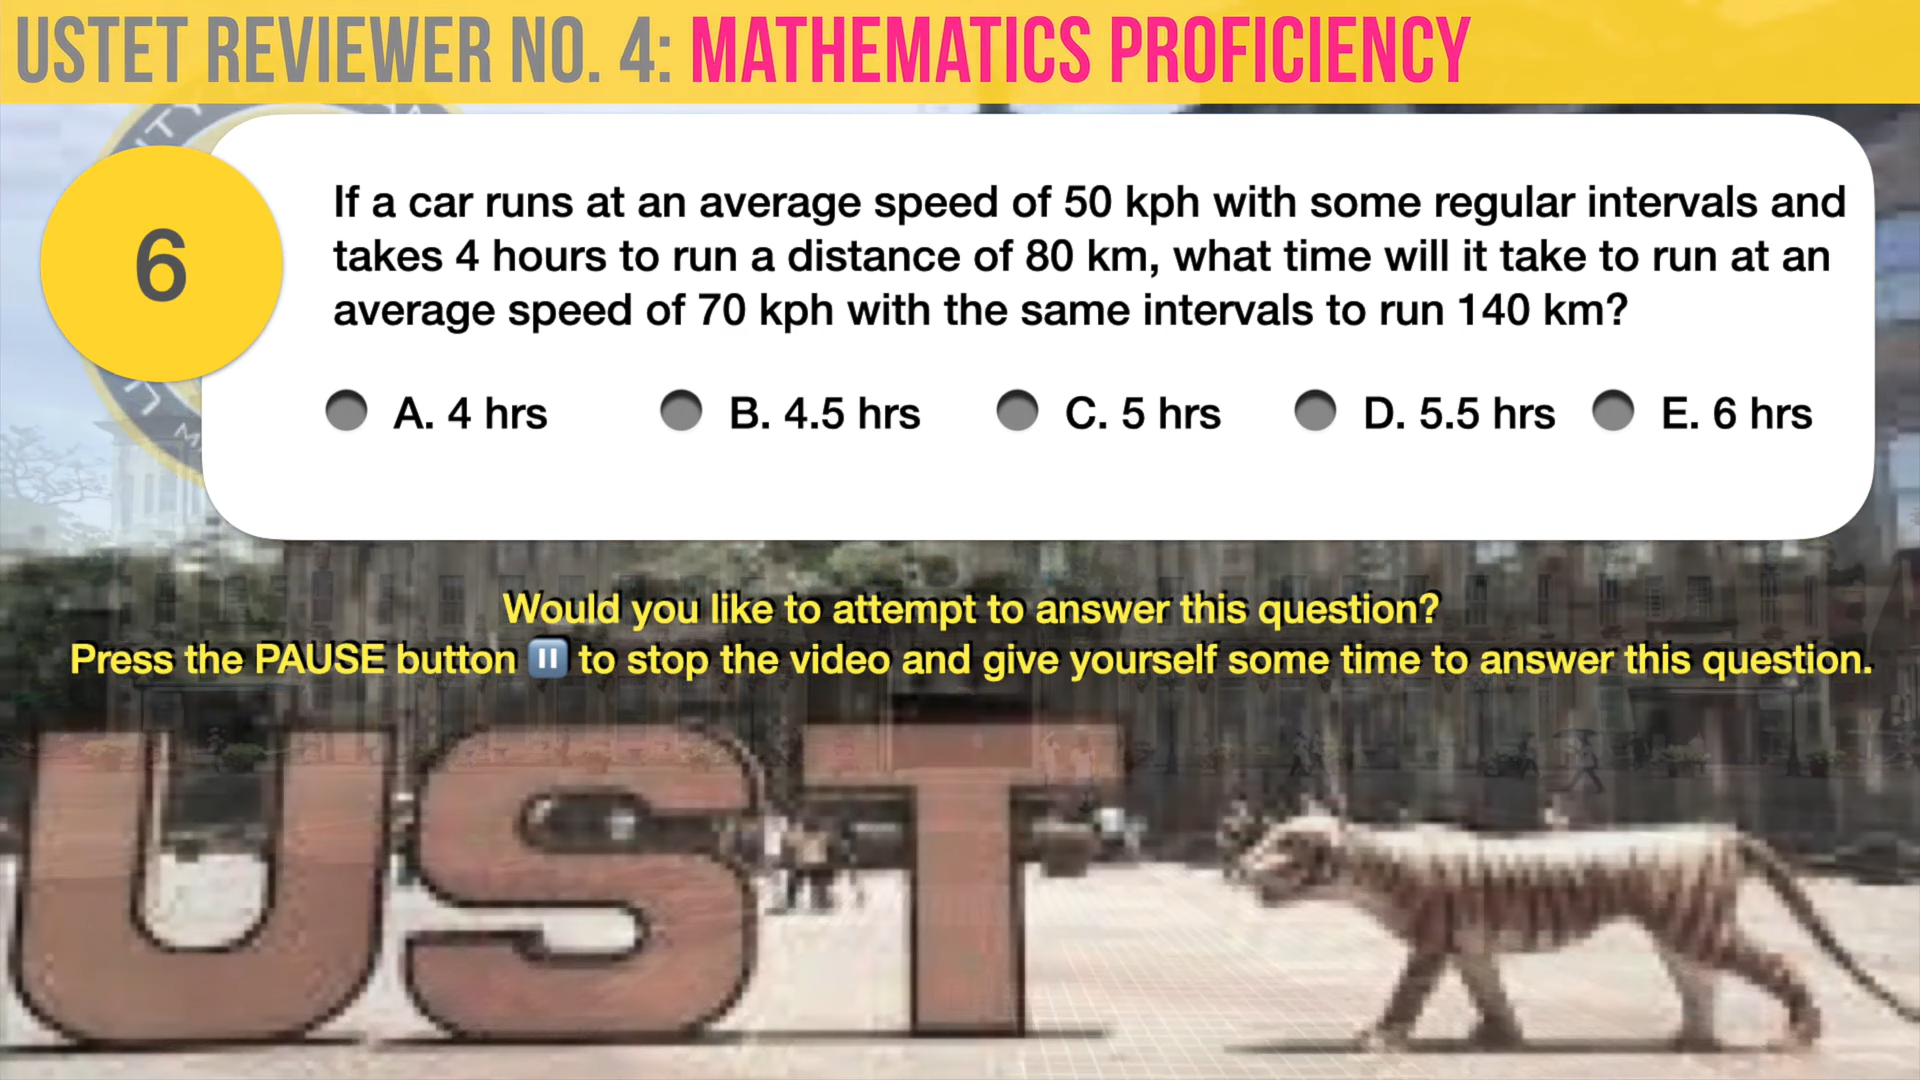 USTET REVIEWER NO. 4: MATHEMATICS PROFICIENCY
6
If a car runs at an average speed of 50 kph with some regular intervals and
takes 4 hours to run a distance of 80 km, what time will it take to run at an
average speed of 70 kph with the same intervals to run 140 km?
A. 4 hrs B. 4.5 hrs C. 5 hrs D. 5.5 hrs E. 6 hrs
Would you like to attempt to answer this question?
Press the PAUSE button ⏸ to stop the video and give yourself some time to answer this question.
UST